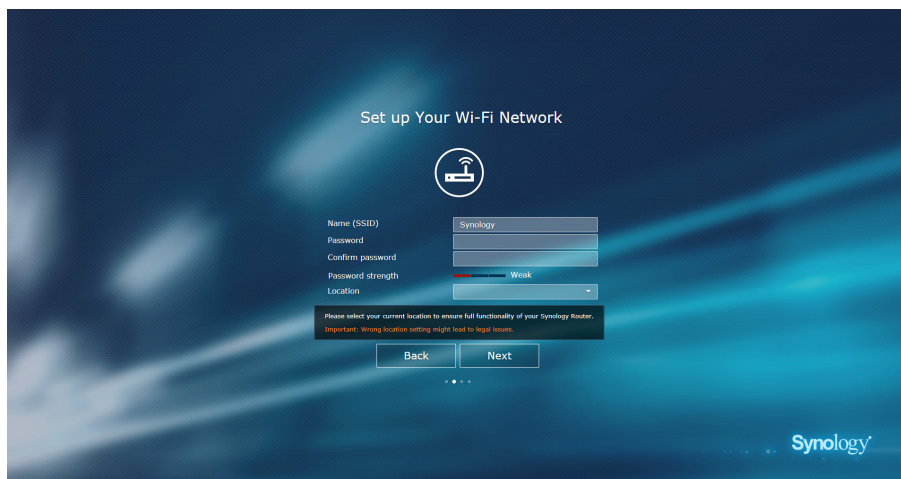 Set up Your Wi-Fi Network
Name (SSID) Synology
Password
Confirm password
Password strength Weak
Location
Please select your current location to ensure full functionality of your Synology Router.
Important: Wrong location setting might lead to legal issues.
Back Next
Synology